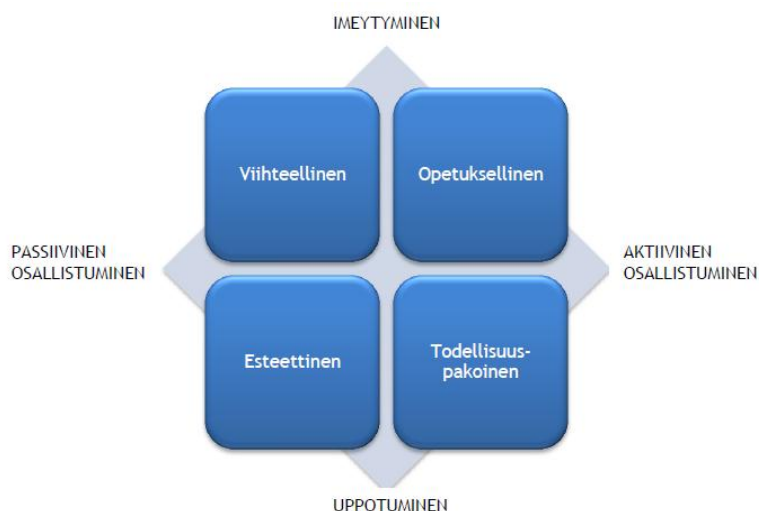 IMEYTYMINEN
Viihteellinen
Opetuksellinen
PASSIIVINEN
OSALLISTUMINEN
AKTIIVINEN
OSALLISTUMINEN
Esteettinen
Todellisuus-
pakoinen
UPPOTUMINEN